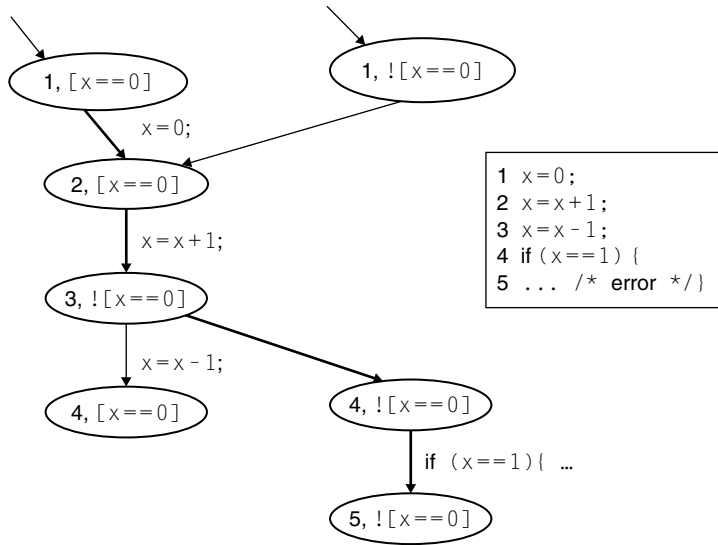 1, [x==0]
1, ![x==0]
x=0;
2, [x==0]
x=x+1;
3, ![x==0]
x=x-1;
4, [x==0]
4, ![x==0]
if (x==1){ …
5, ![x==0]
1 x=0;
2 x=x+1;
3 x=x-1;
4 if(x==1){
5 ... /* error */}